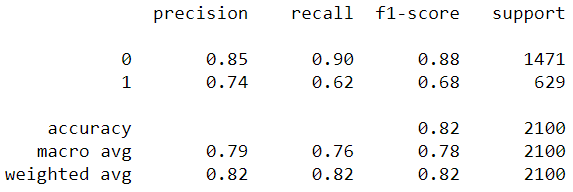 precision recall f1-score support
0 0.85 0.90 0.88 1471
1 0.74 0.62 0.68 629
accuracy 0.82 2100
macro avg 0.79 0.76 0.78 2100
weighted avg 0.82 0.82 0.82 2100